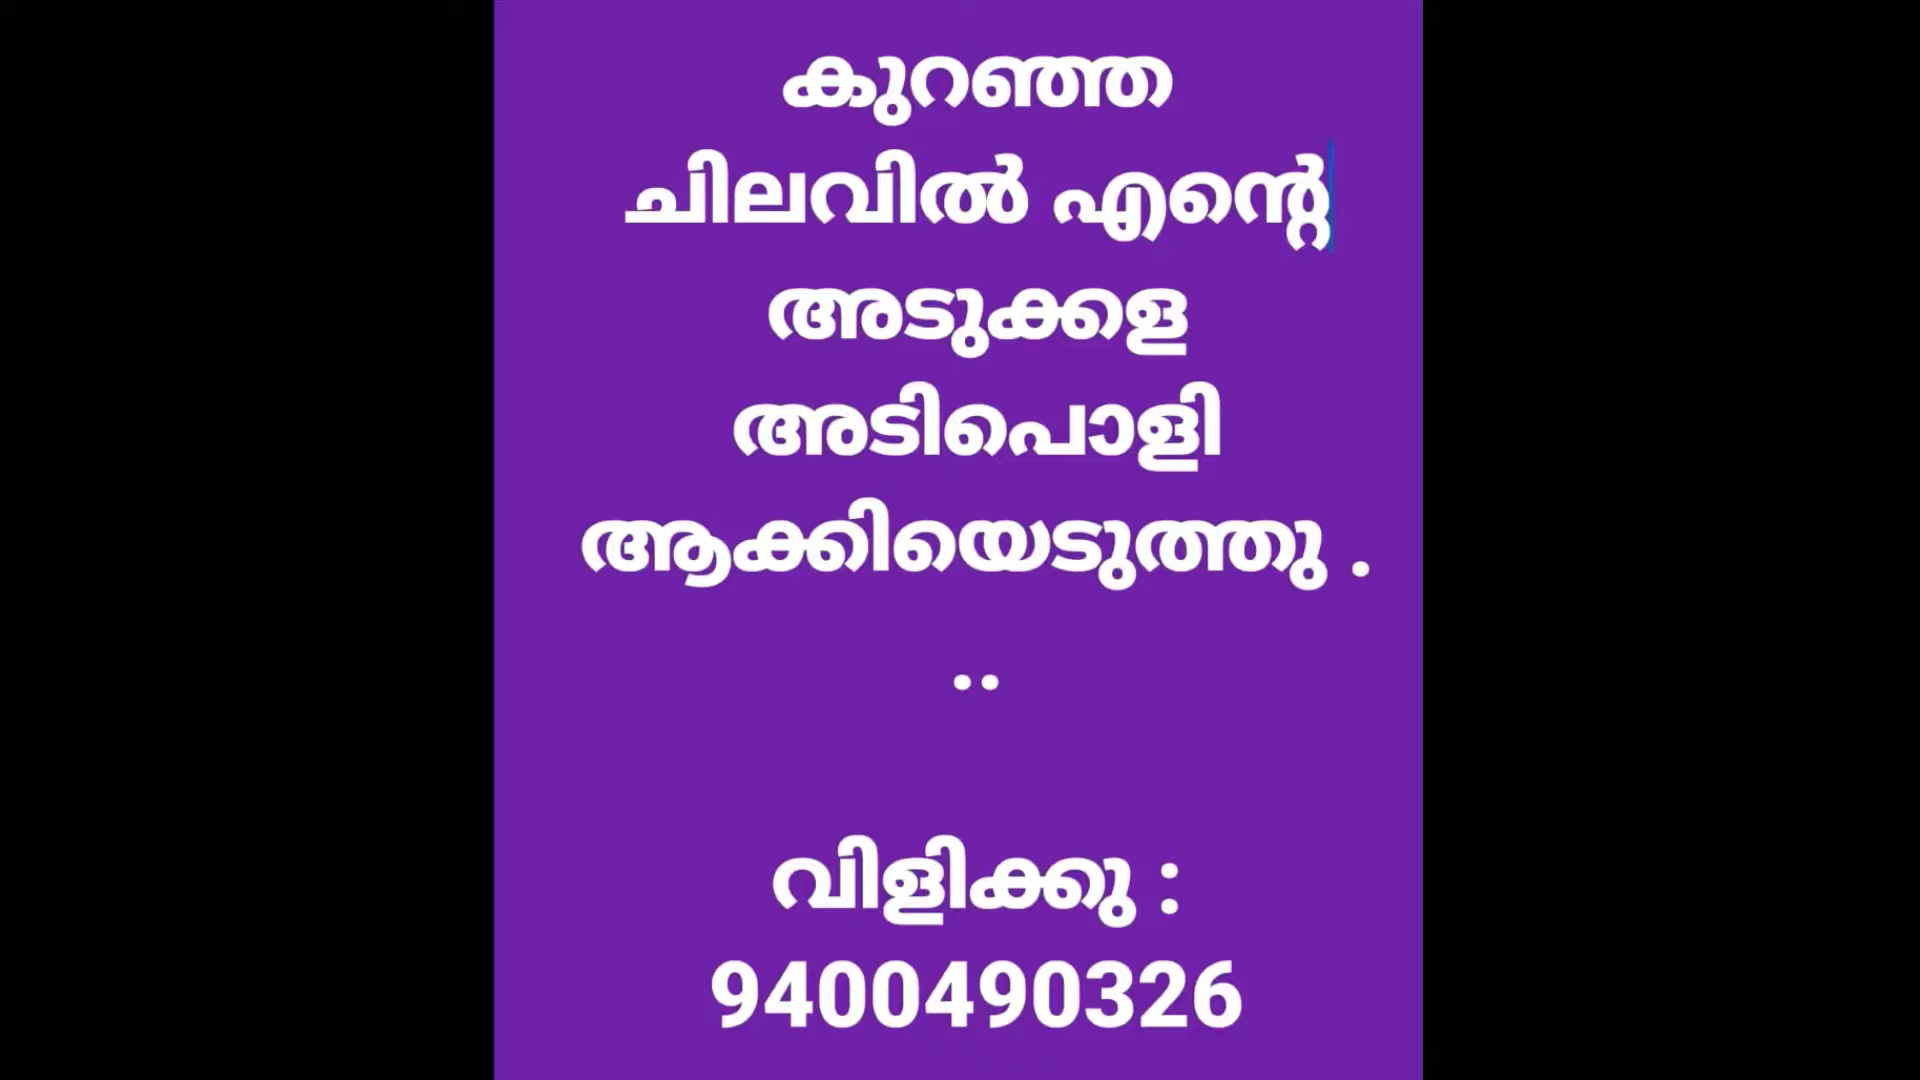 കുറഞ്ഞ
ചിലവിൽ എന്റെ
അടുക്കള
അടിപൊളി
ആക്കിയെടുത്തു .
..
വിളിക്കു :
9400490326